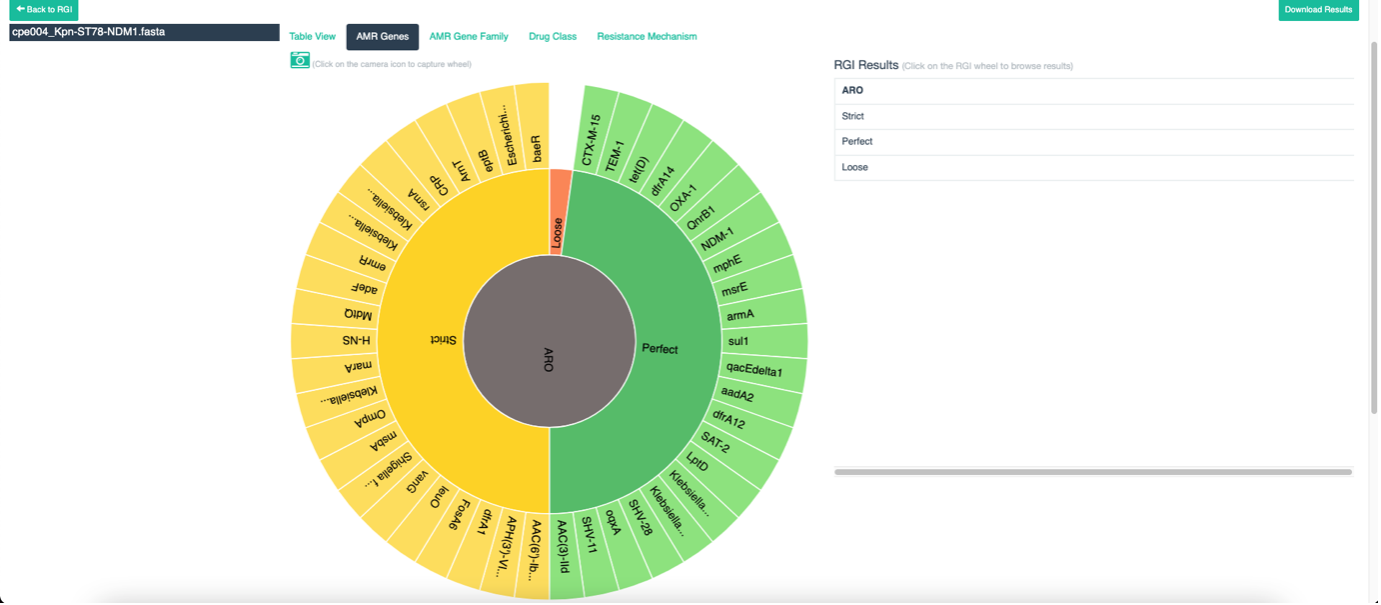 Back to RGI
Download Results
cpe004_Kpn-ST78-NDM1.fasta
Table View
AMR Genes
AMR Gene Family
Drug Class
Resistance Mechanism
(Click on the camera icon to capture wheel)
RGI Results (Click on the RGI wheel to browse results)
ARO
Strict
Perfect
Loose
CTX-M-15
TEM-1
tet(D)
dfrA14
OXA-1
QnrB1
NDM-1
mphE
msrE
armA
sul1
qacEdelta1
aadA2
dfrA12
SAT-2
LptD
Klebsiella...
Klebsiella...
SHV-28
oqxA
SHV-11
AAC(3)-IId
AAC(6')-Ib...
APH(3')-VI...
dfrA1
FosA6
leuO
vanG
Shigella f...
msbA
OmpA
Klebsiella...
marA
H-NS
MdtQ
adeF
emrR
Klebsiella...
Klebsiella...
rsmA
CRP
ArnT
eptB
Escherichi...
baeR
Loose
Perfect
Strict
ARO